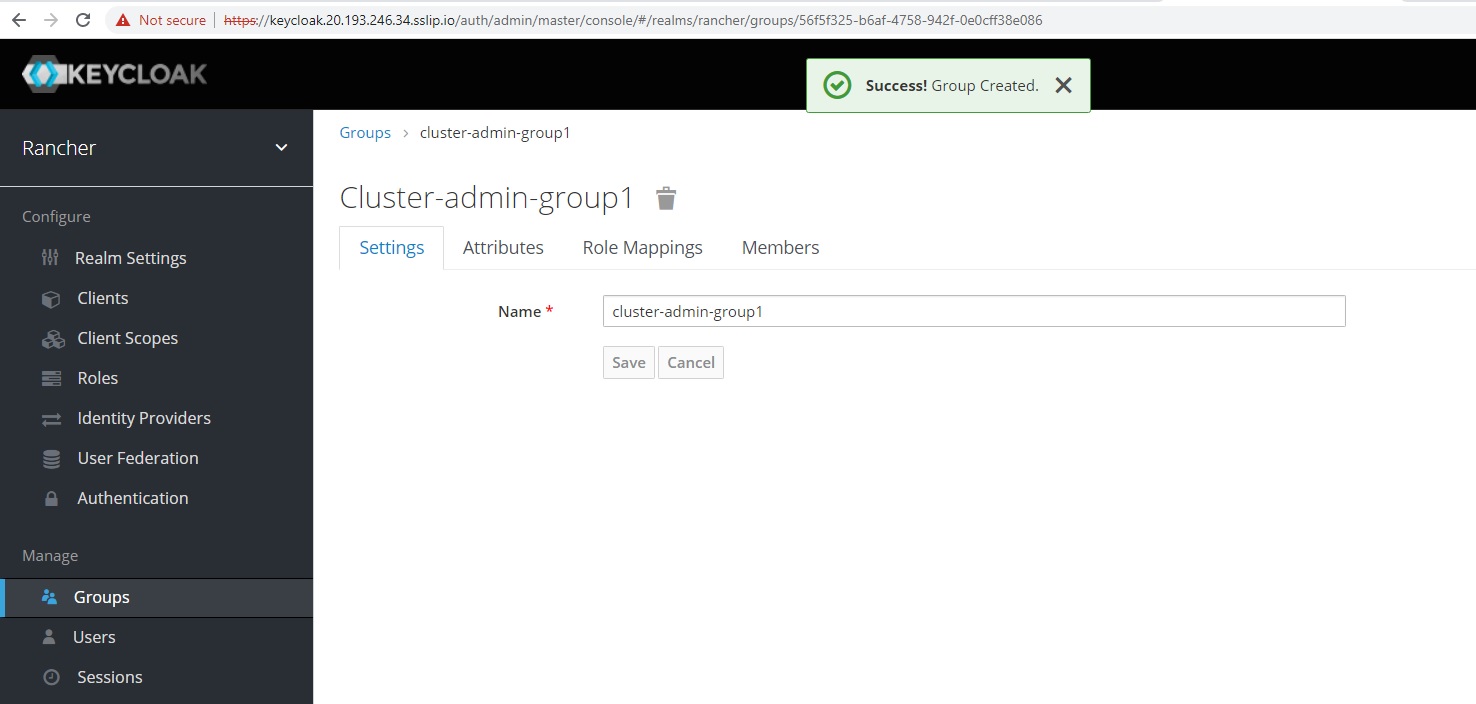 Not secure https://keycloak.20.193.246.34.sslip.io/auth/admin/master/console/#/realms/rancher/groups/56f5f325-b6af-4758-942f-0e0cff38e086
KEYCLOAK
Success! Group Created.
Rancher
Groups > cluster-admin-group1
Cluster-admin-group1
Configure
Settings Attributes Role Mappings Members
Realm Settings
Clients
Name * cluster-admin-group1
Client Scopes
Save Cancel
Roles
Identity Providers
User Federation
Authentication
Manage
Groups
Users
Sessions